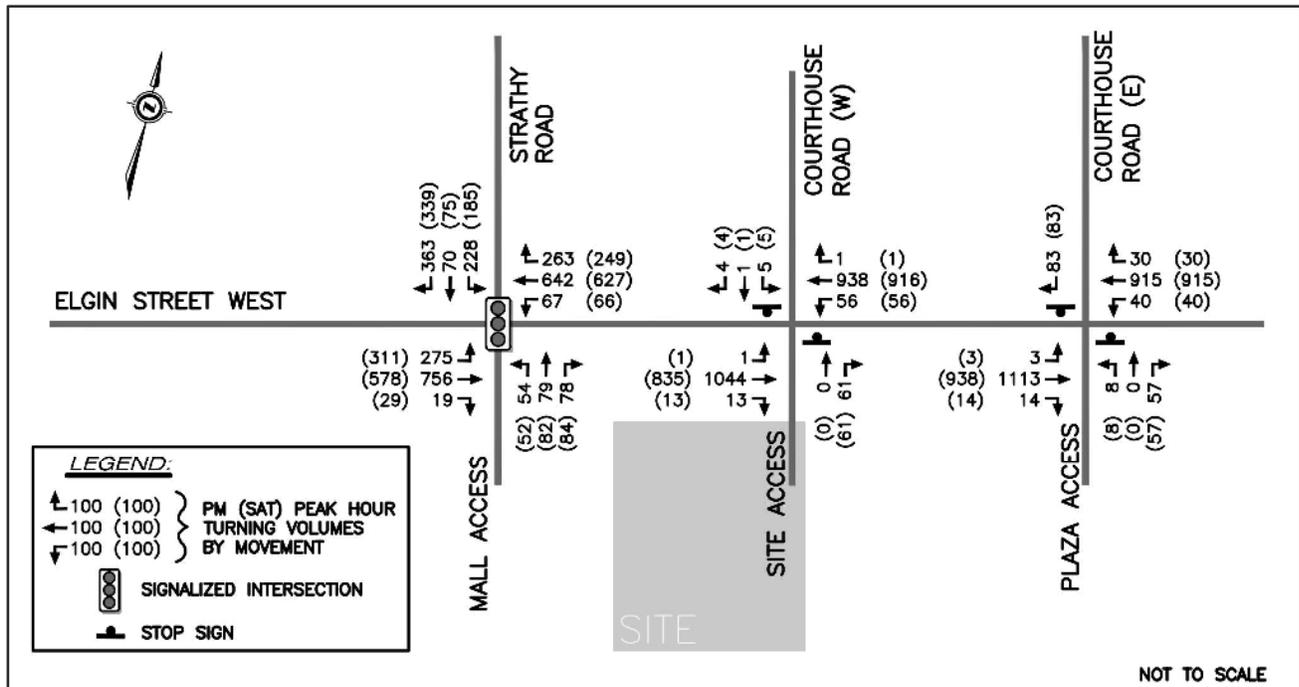 STRATHY
ROAD
COURTHOUSE
ROAD (W)
COURTHOUSE
ROAD (E)
363 (339)
70 (75)
228 (185)
263 (249)
642 (627)
67 (66)
4 (4)
1 (1)
5 (5)
1 (1)
938 (916)
56 (56)
83 (83)
30 (30)
915 (915)
40 (40)
ELGIN STREET WEST
(311) 275
(578) 756
(29) 19
(52) 54
(82) 79
(84) 78
(1) 1
(835) 1044
(13) 13
(0) 0
(61) 61
(3) 3
(938) 1113
(14) 14
(8) 8
(0) 0
(57) 57
MALL ACCESS
SITE ACCESS
PLAZA ACCESS
SITE
LEGEND:
100 (100)
100 (100)
100 (100)
PM (SAT) PEAK HOUR
TURNING VOLUMES
BY MOVEMENT
SIGNALIZED INTERSECTION
STOP SIGN
NOT TO SCALE
Z